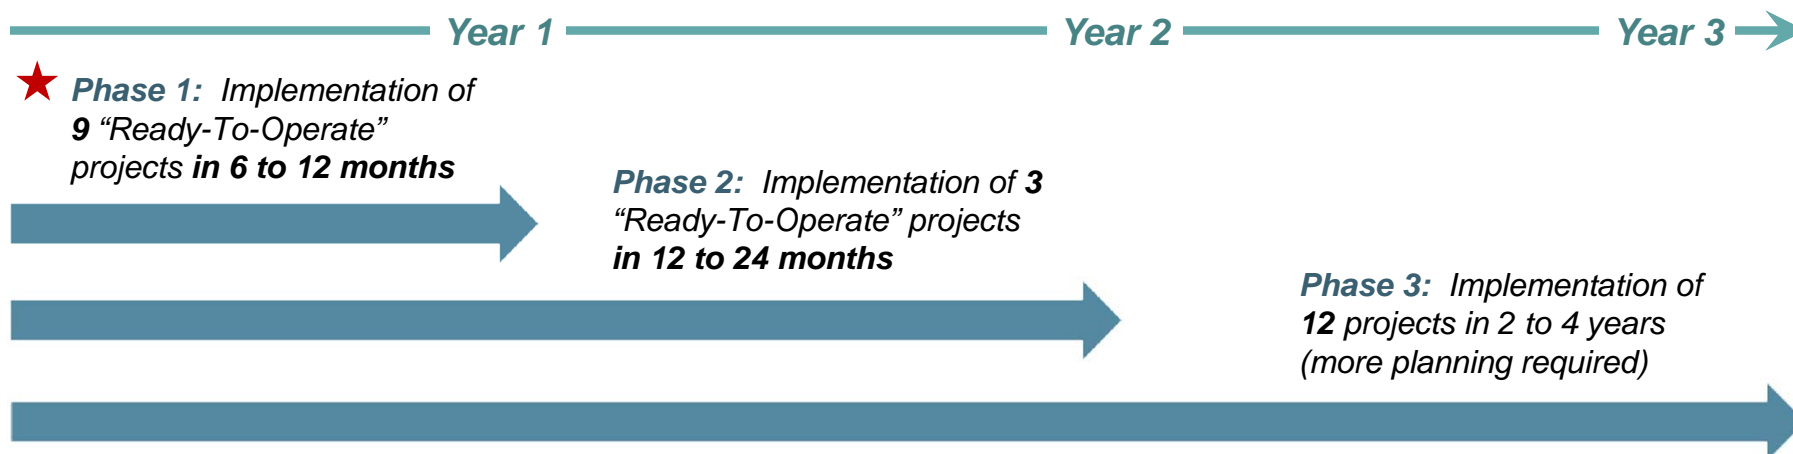 Year 1 Year 2 Year 3
Phase 1: Implementation of
9 “Ready-To-Operate”
projects in 6 to 12 months
Phase 2: Implementation of 3
“Ready-To-Operate” projects
in 12 to 24 months
Phase 3: Implementation of
12 projects in 2 to 4 years
(more planning required)